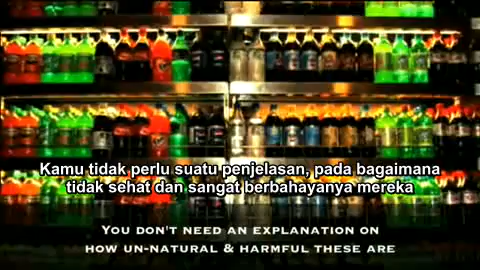 Kamu tidak perlu suatu penjelasan, pada bagaimana
tidak sehat dan sangat berbahayanya mereka
You don't need an explanation on
how un-natural & harmful these are